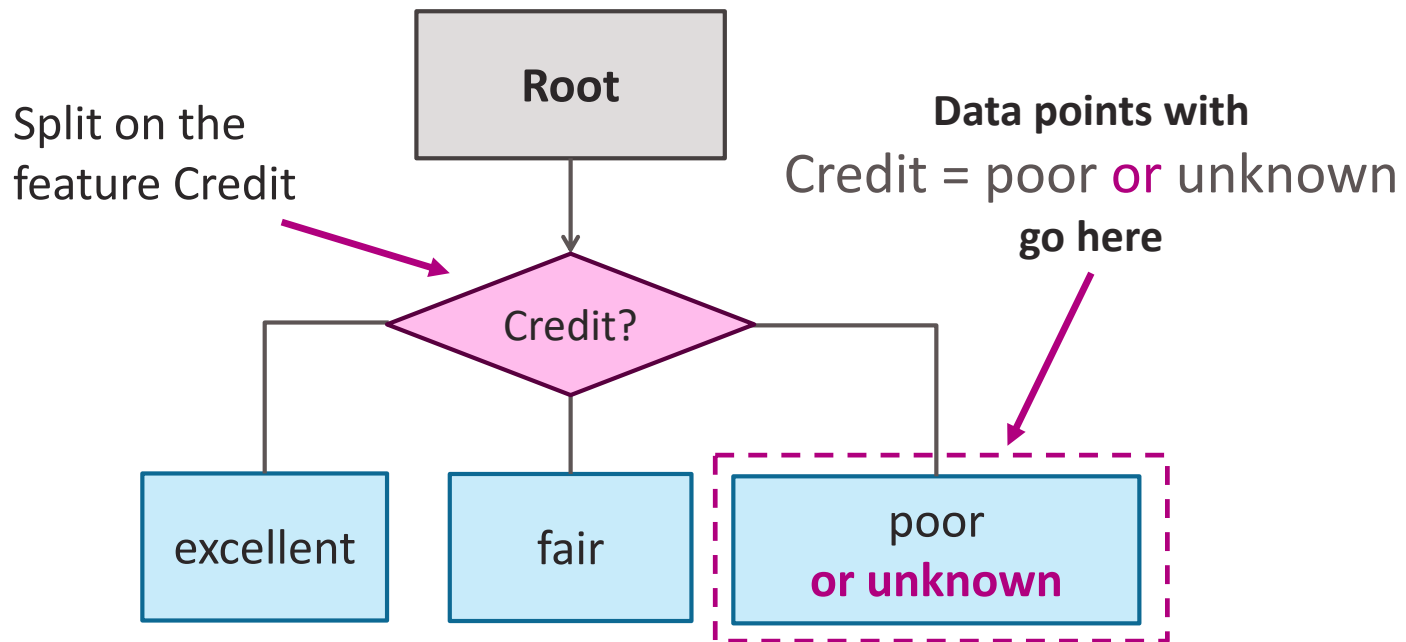 Root
Split on the
feature Credit
Data points with
Credit = poor or unknown
go here
Credit?
excellent
fair
poor
or unknown